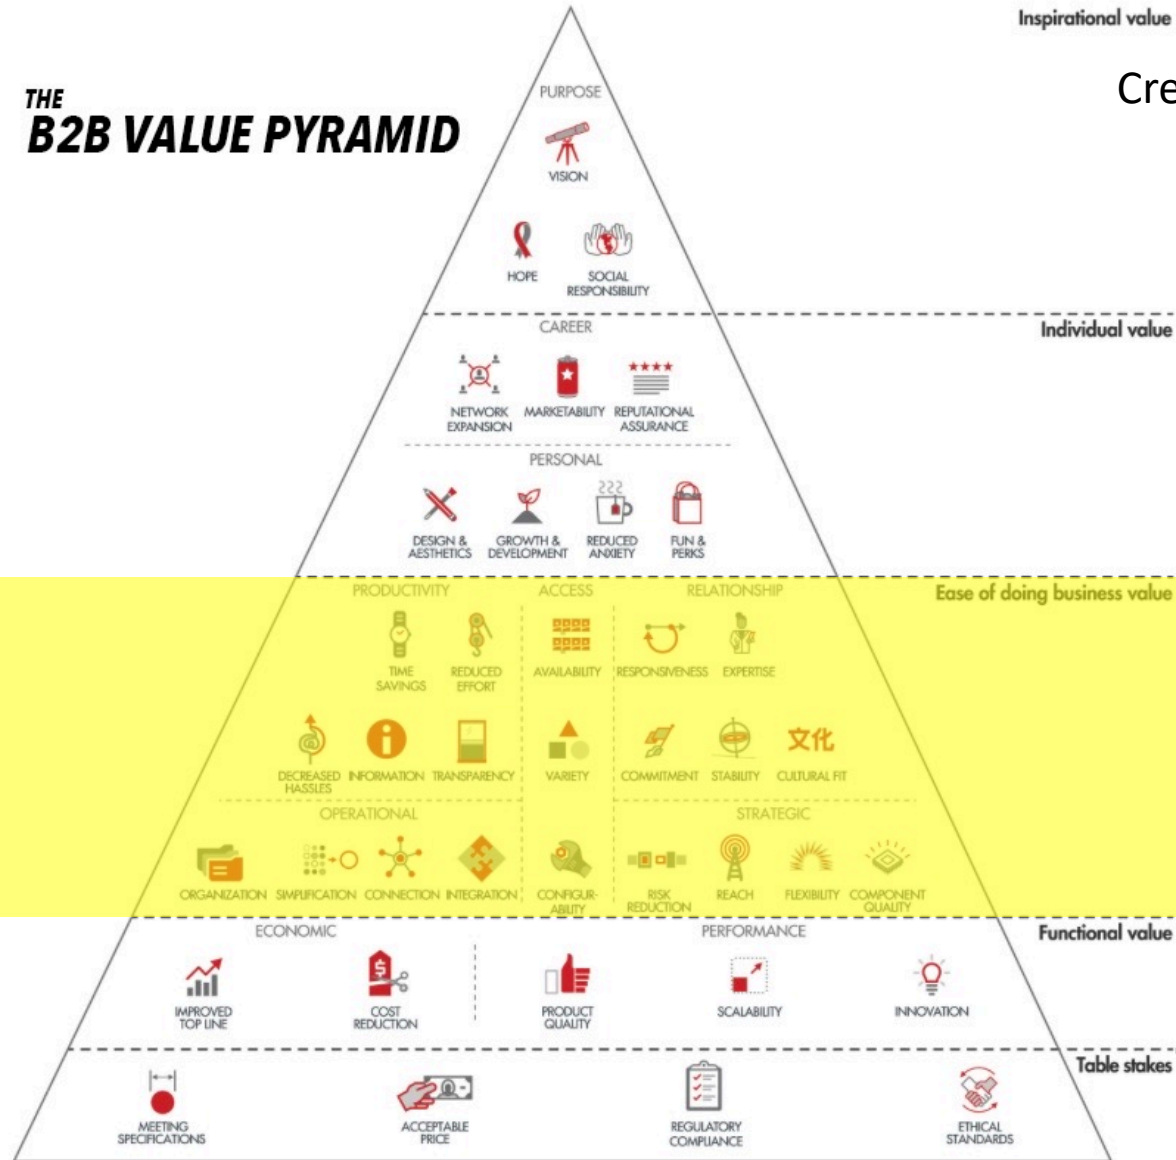 Inspirational value
Cre
THE
B2B VALUE PYRAMID
PURPOSE
VISION
HOPE
SOCIAL
RESPONSIBILITY
Individual value
CAREER
NETWORK
EXPANSION
MARKETABILITY
REPUTATIONAL
ASSURANCE
PERSONAL
DESIGN &
AESTHETICS
GROWTH &
DEVELOPMENT
REDUCED
ANXIETY
FUN &
PERKS
Ease of doing business value
PRODUCTIVITY
TIME
SAVINGS
REDUCED
EFFORT
DECREASED
HASSLES
INFORMATION
TRANSPARENCY
ACCESS
AVAILABILITY
VARIETY
CONFIGUR-
ABILITY
RELATIONSHIP
RESPONSIVENESS
EXPERTISE
COMMITMENT
STABILITY
文化
CULTURAL FIT
OPERATIONAL
ORGANIZATION
SIMPLIFICATION
CONNECTION
INTEGRATION
STRATEGIC
RISK
REDUCTION
REACH
FLEXIBILITY
COMPONENT
QUALITY
Functional value
ECONOMIC
$
IMPROVED
TOP LINE
COST
REDUCTION
PERFORMANCE
PRODUCT
QUALITY
SCALABILITY
INNOVATION
Table stakes
MEETING
SPECIFICATIONS
ACCEPTABLE
PRICE
REGULATORY
COMPLIANCE
ETHICAL
STANDARDS